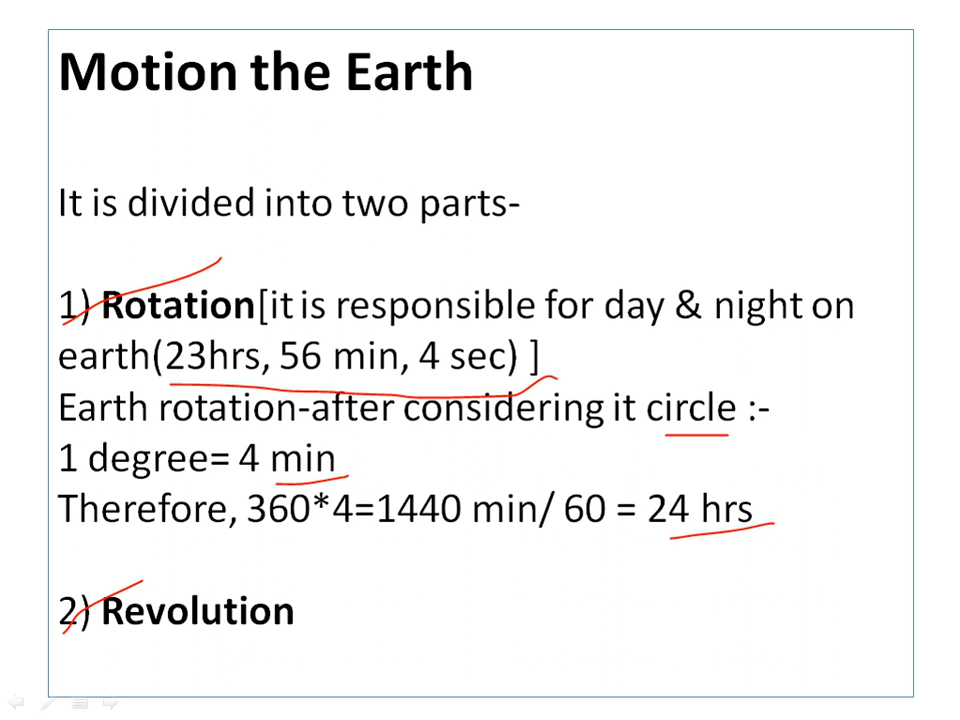 Motion the Earth
It is divided into two parts-
1) Rotation[it is responsible for day & night on
earth(23hrs, 56 min, 4 sec) ]
Earth rotation-after considering it circle :-
1 degree= 4 min
Therefore, 360*4=1440 min/ 60 = 24 hrs
2) Revolution